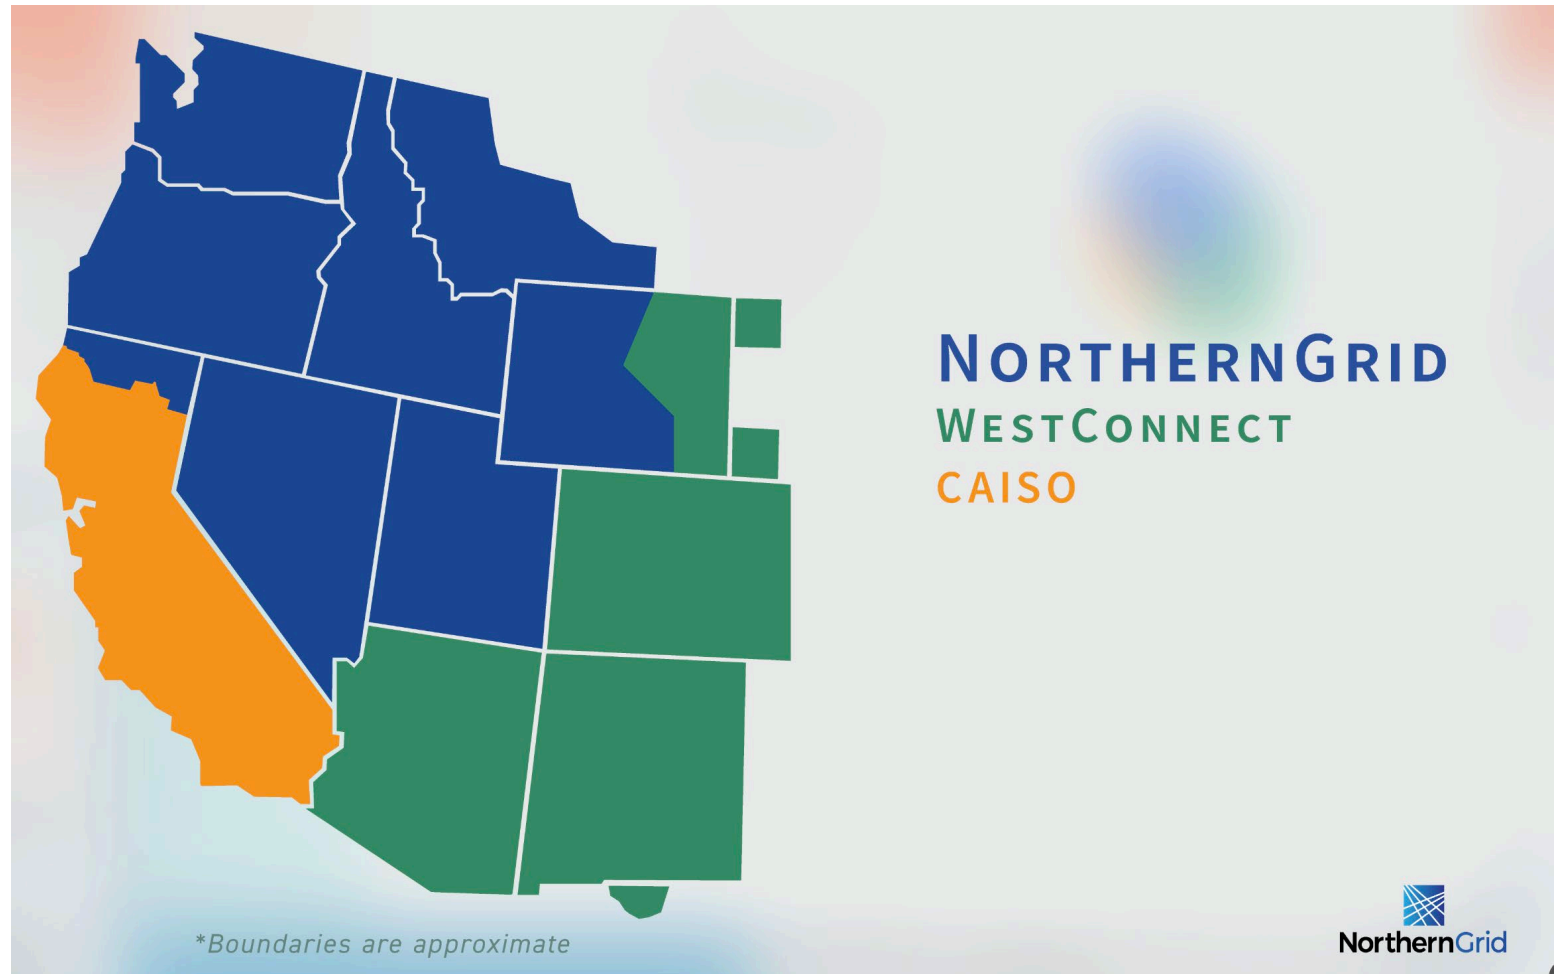 NORTHERNGRID
WESTCONNECT
CAISO
*Boundaries are approximate
NorthernGrid